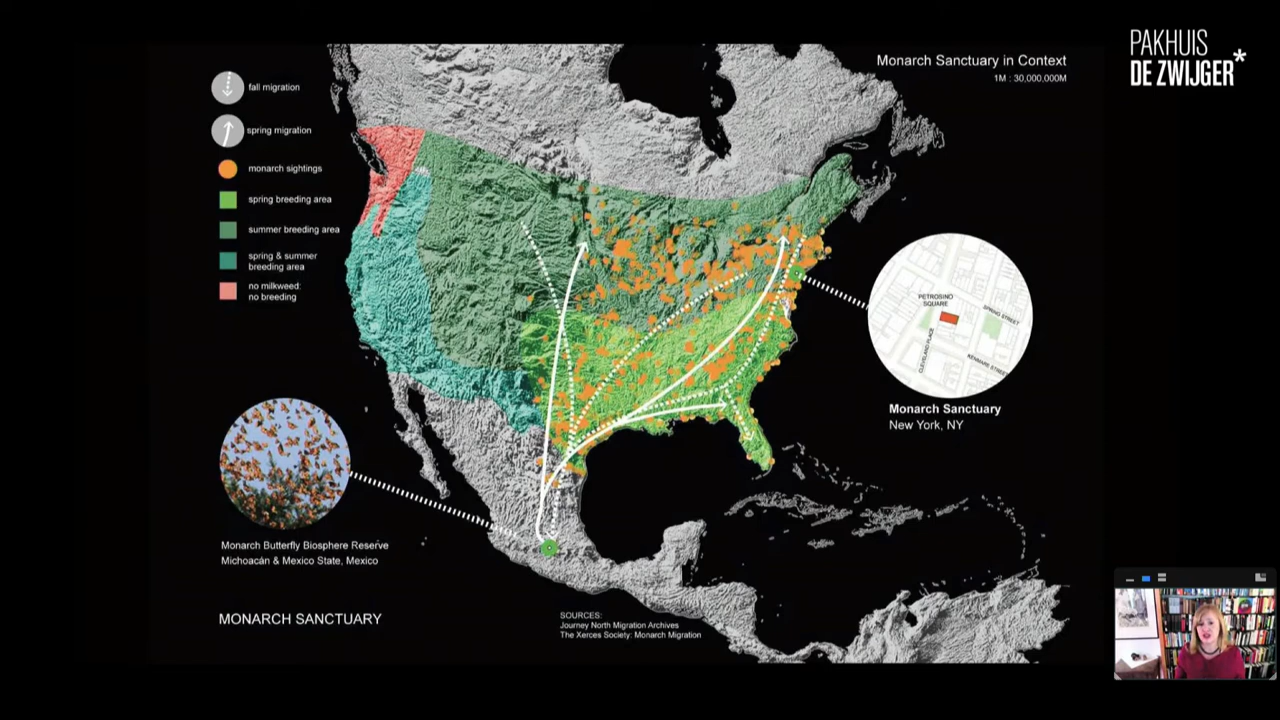 PAKHUIS
DE ZWIJGER*
Monarch Sanctuary in Context
1M : 30,000,000M
fall migration
spring migration
monarch sightings
spring breeding area
summer breeding area
spring & summer
breeding area
no milkweed:
no breeding
PETROSINO
SQUARE
SPRING STREET
CLEVELAND PLACE
KENMARE STREET
Monarch Sanctuary
New York, NY
Monarch Butterfly Biosphere Reserve
Michoacán & Mexico State, Mexico
MONARCH SANCTUARY
SOURCES:
Journey North Migration Archives
The Xerces Society: Monarch Migration